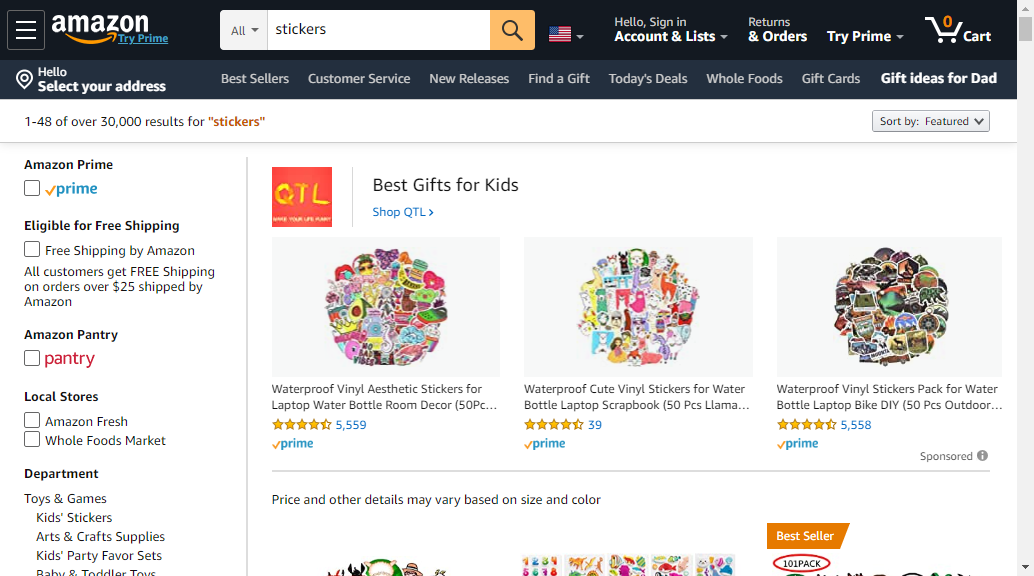 amazon
Try Prime
All
stickers
Hello, Sign in
Account & Lists
Returns
& Orders
Try Prime
0
Cart
Hello
Select your address
Best Sellers
Customer Service
New Releases
Find a Gift
Today's Deals
Whole Foods
Gift Cards
Gift ideas for Dad
1-48 of over 30,000 results for "stickers"
Sort by: Featured
Amazon Prime
prime
Eligible for Free Shipping
Free Shipping by Amazon
All customers get FREE Shipping
on orders over $25 shipped by
Amazon
Amazon Pantry
pantry
Local Stores
Amazon Fresh
Whole Foods Market
Department
Toys & Games
Kids' Stickers
Arts & Crafts Supplies
Kids' Party Favor Sets
Baby & Toddler Toys
QTL
MAKE YOUR LIFE FUNNY
Best Gifts for Kids
Shop QTL ›
Waterproof Vinyl Aesthetic Stickers for
Laptop Water Bottle Room Decor (50Pc...
5,559
prime
Waterproof Cute Vinyl Stickers for Water
Bottle Laptop Scrapbook (50 Pcs Llama...
39
prime
Waterproof Vinyl Stickers Pack for Water
Bottle Laptop Bike DIY (50 Pcs Outdoor...
5,558
prime
Sponsored
Price and other details may vary based on size and color
Best Seller
101PACK